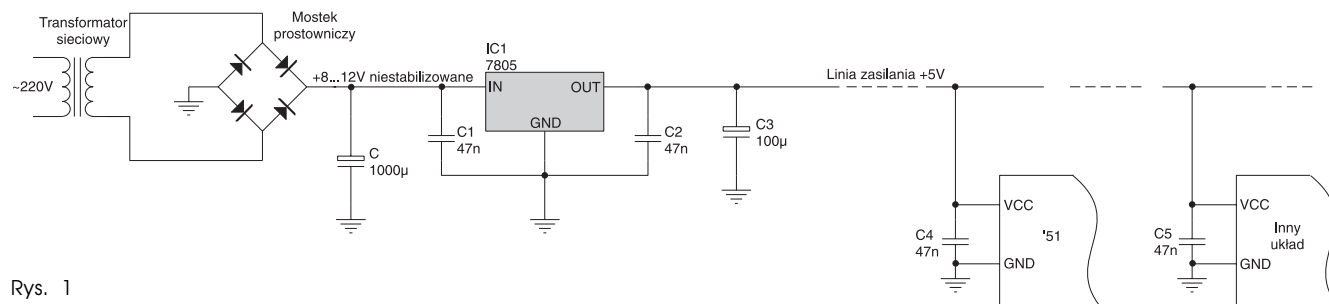 Transformator
sieciowy
Mostek
prostowniczy
~220V
+8...12V niestabilizowane
IC1
7805
IN
OUT
GND
C
1000µ
C1
47n
C2
47n
C3
100µ
Linia zasilania +5V
C4
47n
VCC
'51
GND
C5
47n
VCC
Inny
układ
GND
Rys. 1